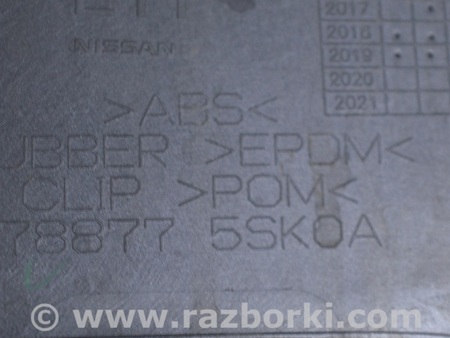 2017
NISSAN
2018
2019
2020
2021
>ABS<
UBBER >EPDM<
CLIP >POM<
78877 5SK0A
© www.razborki.com